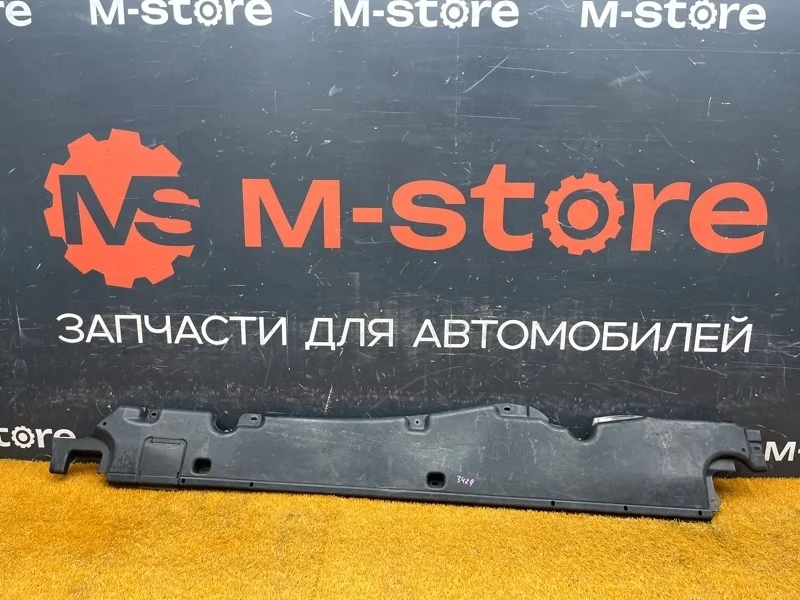 M-store M-store M-store
MS M-store
ЗАПЧАСТИ ДЛЯ АВТОМОБИЛЕЙ
-store
M-s
3429